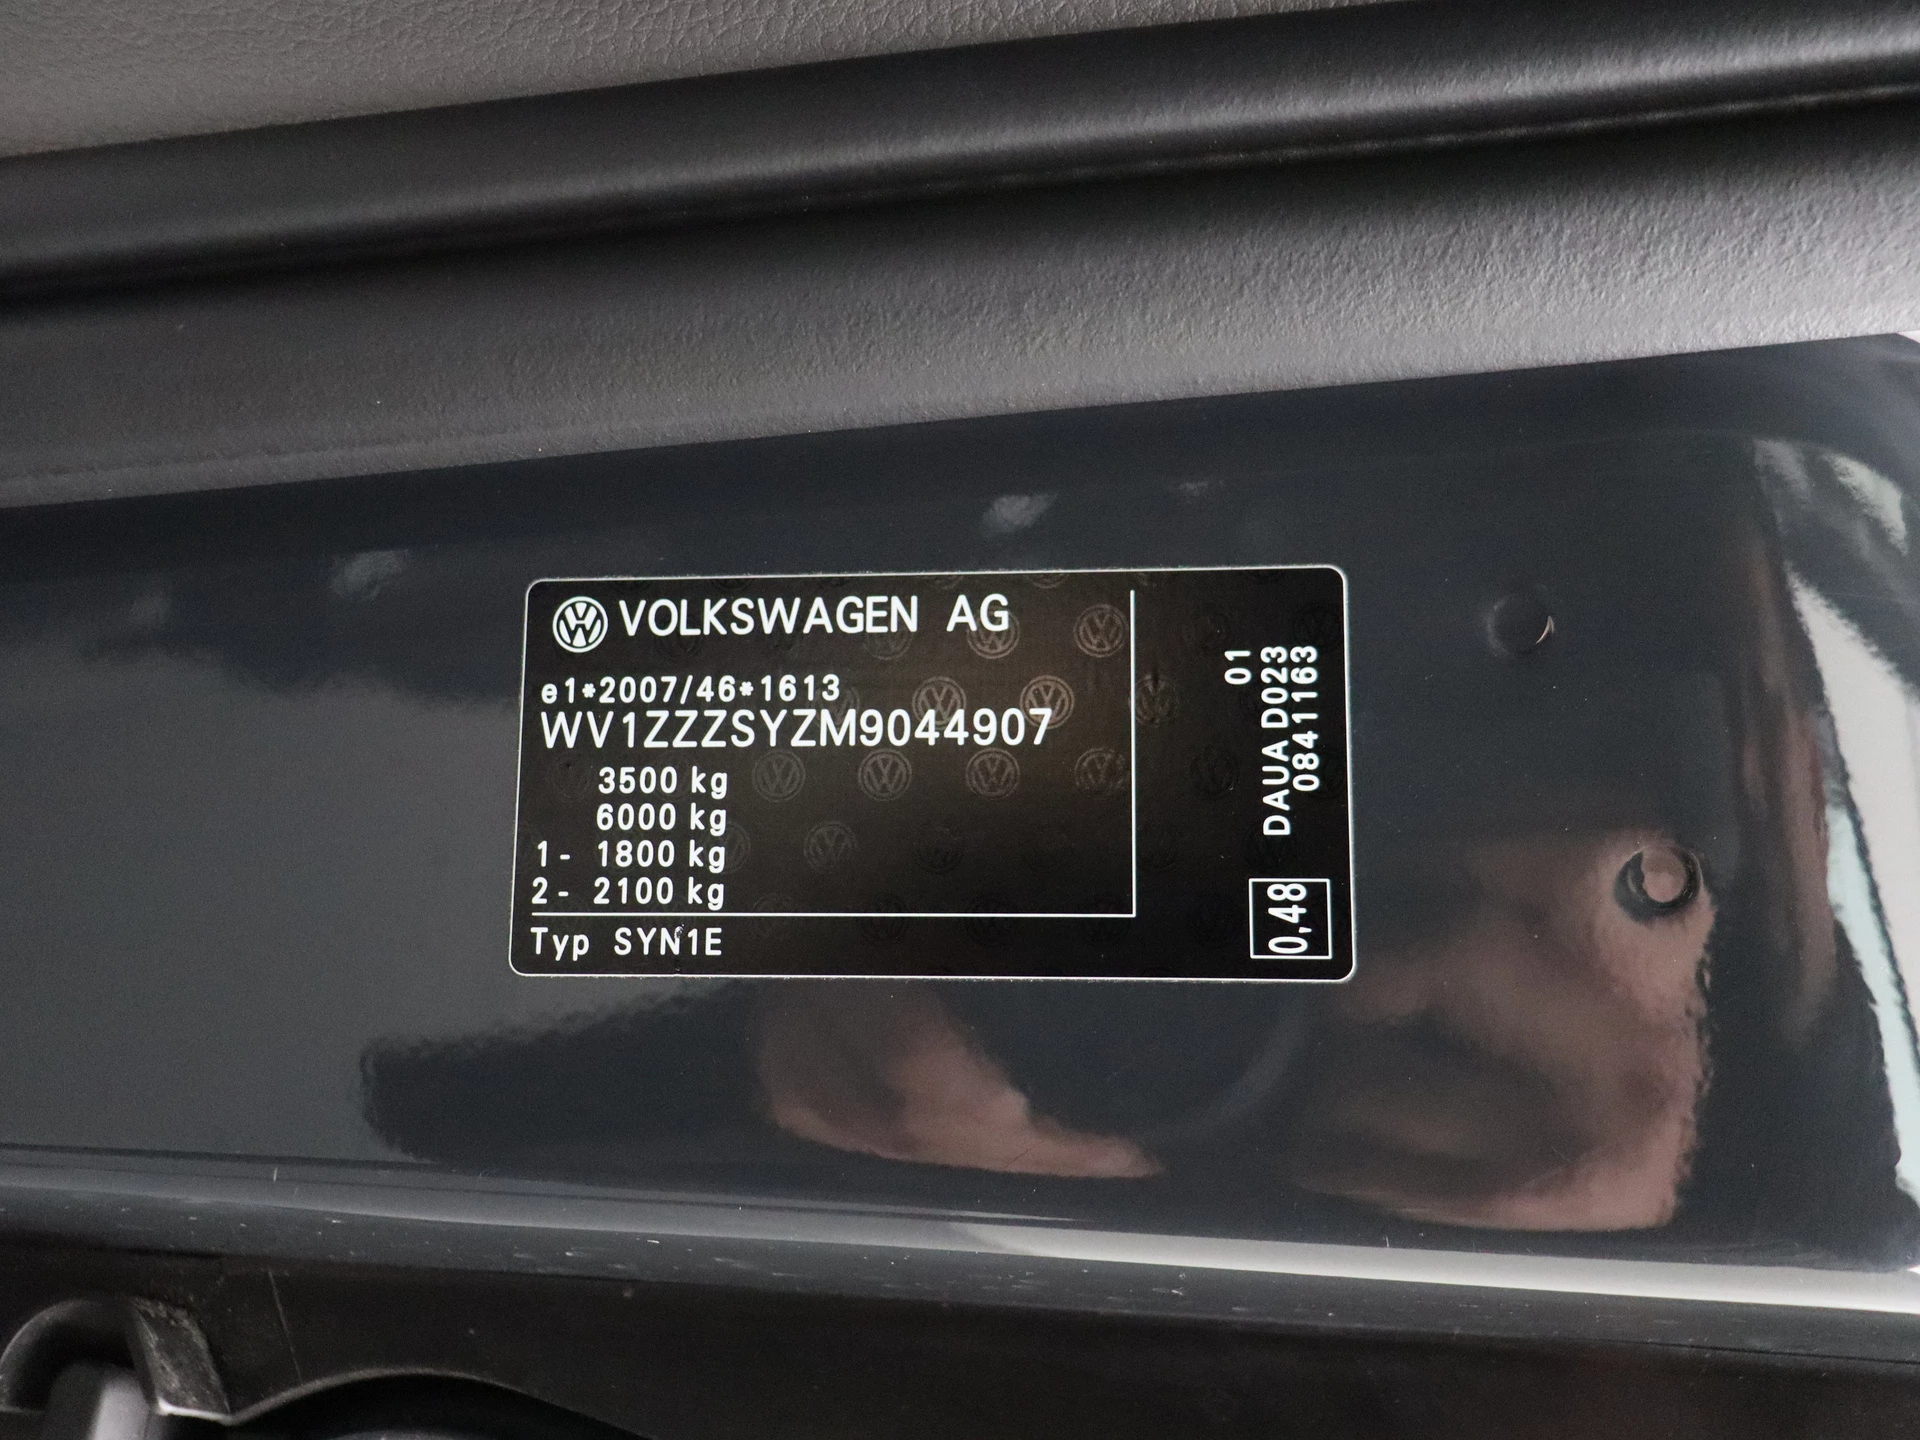 VOLKSWAGEN AG
e1*2007/46*1613
WV1ZZZSYZM9044907
3500 kg
6000 kg
1- 1800 kg
2- 2100 kg
Typ SYN1E
01
DAUA D023
0841163
0,48